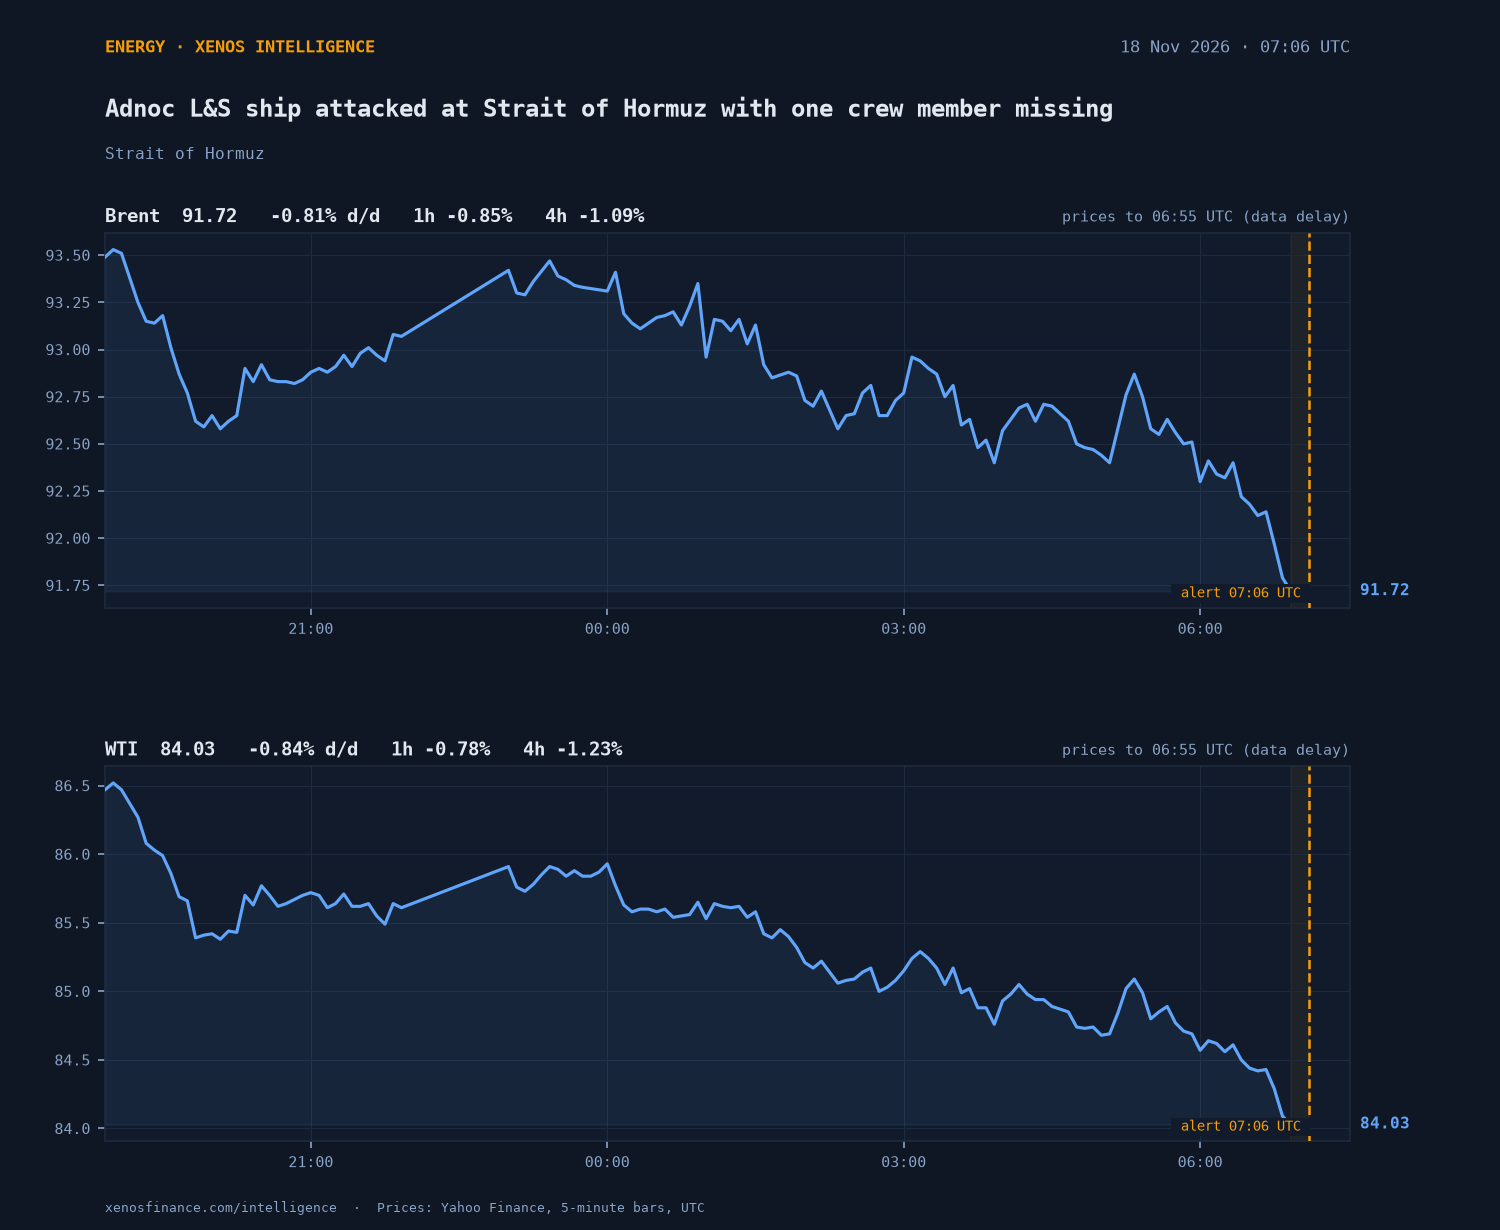 ENERGY · XENOS INTELLIGENCE
18 Nov 2026 · 07:06 UTC
Adnoc L&S ship attacked at Strait of Hormuz with one crew member missing
Strait of Hormuz
Brent 91.72 -0.81% d/d 1h -0.85% 4h -1.09%
prices to 06:55 UTC (data delay)
93.50
93.25
93.00
92.75
92.50
92.25
92.00
91.75
alert 07:06 UTC
91.72
21:00 00:00 03:00 06:00
WTI 84.03 -0.84% d/d 1h -0.78% 4h -1.23%
prices to 06:55 UTC (data delay)
86.5
86.0
85.5
85.0
84.5
84.0
alert 07:06 UTC
84.03
21:00 00:00 03:00 06:00
xenosfinance.com/intelligence · Prices: Yahoo Finance, 5-minute bars, UTC